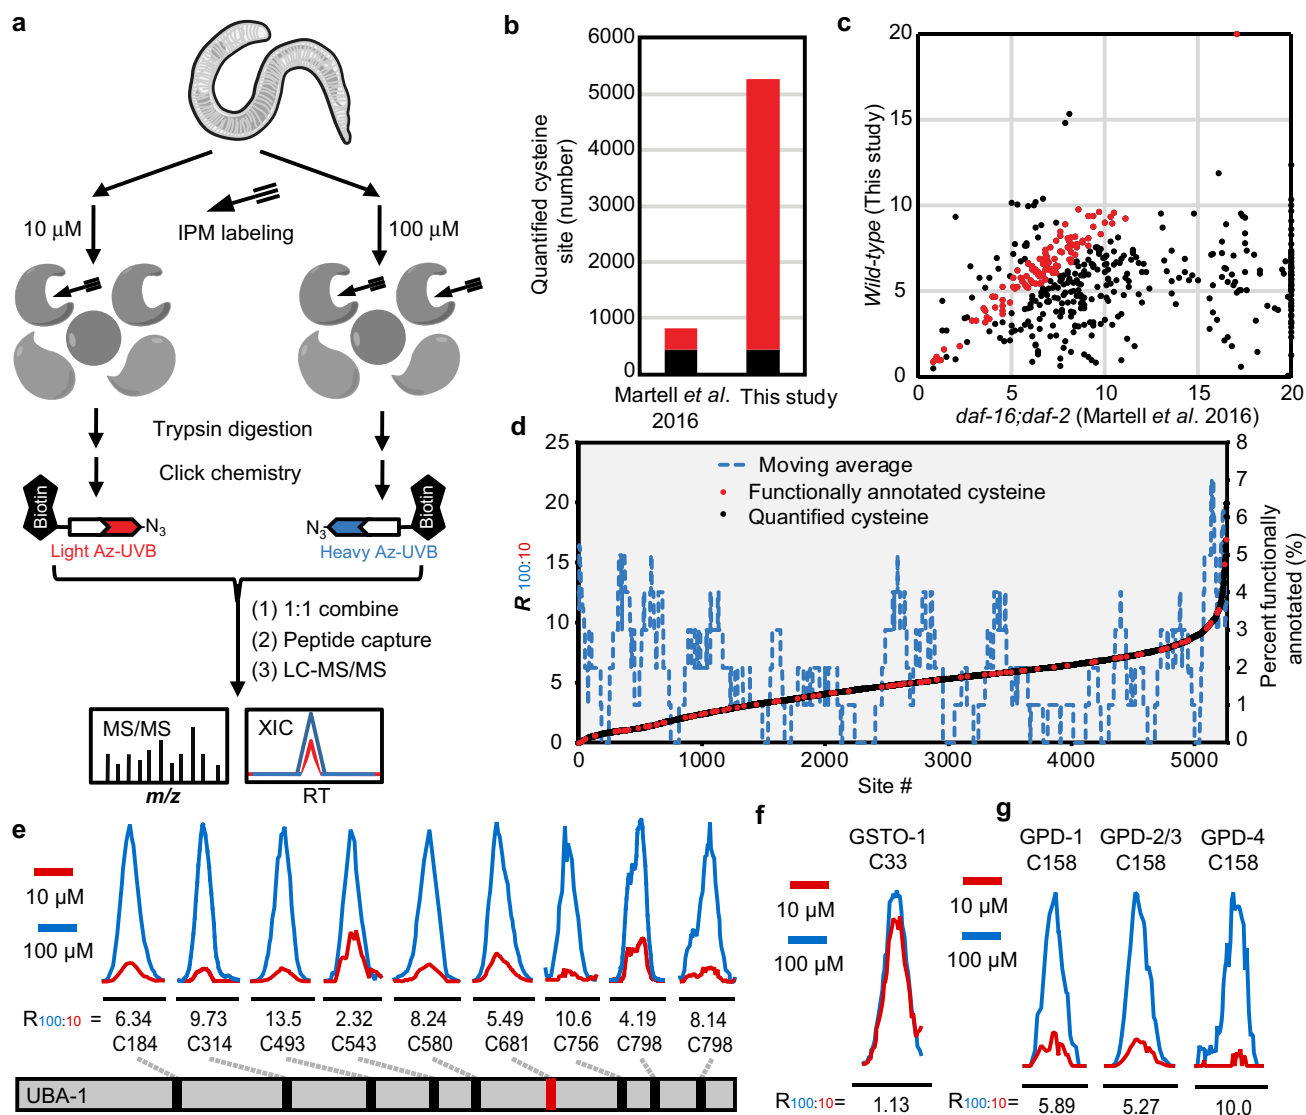 a
10 µM
IPM labeling
100 µM
Trypsin digestion
Click chemistry
Biotin
N3
Light Az-UVB
Biotin
N3
Heavy Az-UVB
(1) 1:1 combine
(2) Peptide capture
(3) LC-MS/MS
MS/MS
m/z
XIC
RT
b
Quantified cysteine
site (number)
6000
5000
4000
3000
2000
1000
0
Martell et al.
2016
This study
c
Wild-type (This study)
20
15
10
5
0
0 5 10 15 20
daf-16;daf-2 (Martell et al. 2016)
d
R 100:10
25
20
15
10
5
0
Moving average
Functionally annotated cysteine
Quantified cysteine
8
7
6
5
4
3
2
1
0
Percent functionally
annotated (%)
0 1000 2000 3000 4000 5000
Site #
e
10 µM
100 µM
R100:10 = 6.34 9.73 13.5 2.32 8.24 5.49 10.6 4.19 8.14
C184 C314 C493 C543 C580 C681 C756 C798 C798
UBA-1
f
GSTO-1
C33
10 µM
100 µM
R100:10= 1.13
g
GPD-1 GPD-2/3 GPD-4
C158 C158 C158
10 µM
100 µM
R100:10= 5.89 5.27 10.0